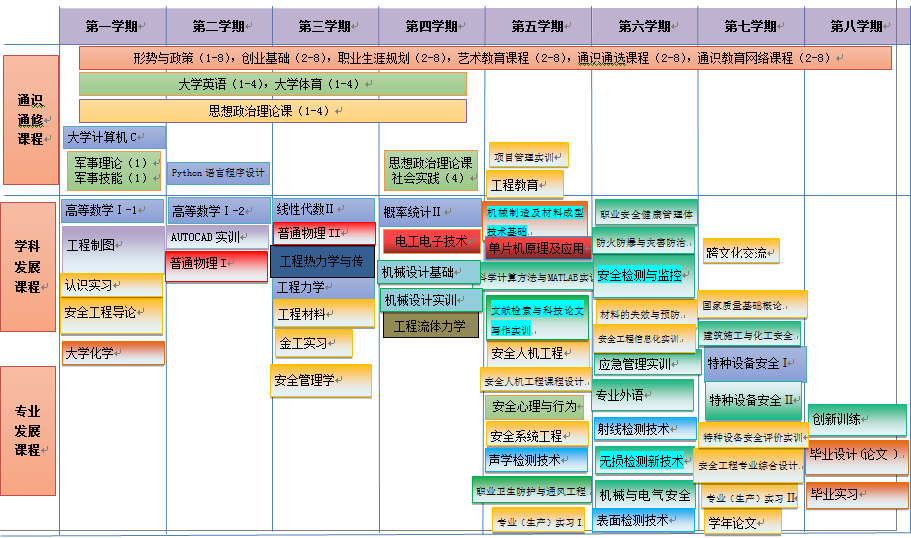 第一学期
第二学期
第三学期
第四学期
第五学期
第六学期
第七学期
第八学期
通识
通修
课程
形势与政策（1-8），创业基础（2-8），职业生涯规划（2-8），艺术教育课程（2-8），通识通选课程（2-8），通识教育网络课程（2-8）
大学英语（1-4），大学体育（1-4）
思想政治理论课（1-4）
大学计算机C
军事理论（1）
军事技能（1）
Python 语言程序设计
思想政治理论课
社会实践（4）
项目管理实训
工程教育
学科
发展
课程
高等数学Ⅰ-1
工程制图
认识实习
安全工程导论
大学化学
高等数学Ⅰ-2
AUTOCAD 实训
普通物理Ⅰ
线性代数Ⅱ
普通物理 II
工程热力学与传
工程力学
工程材料
金工实习
安全管理学
概率统计Ⅱ
电工电子技术
机械设计基础
机械设计实训
工程流体力学
机械制造及材料成型
技术基础
单片机原理及应用
科学计算方法与MATLAB实
文献检索与科技论文
写作实训
安全人机工程
安全人机工程课程设计
安全心理与行为
安全系统工程
声学检测技术
职业卫生防护与通风工程
专业（生产）实习Ⅰ
职业安全健康管理体
防火防爆与灾害防治
安全检测与监控
材料的失效与预防
安全工程信息化实训
应急管理实训
专业外语
射线检测技术
无损检测新技术
机械与电气安全
表面检测技术
跨文化交流
国家质量基础概论
建筑施工与化工安全
特种设备安全Ⅰ
特种设备安全Ⅱ
特种设备安全评价实训
安全工程专业综合设计
专业（生产）实习Ⅱ
学年论文
专业
发展
课程
创新训练
毕业设计（论文 ）
毕业实习